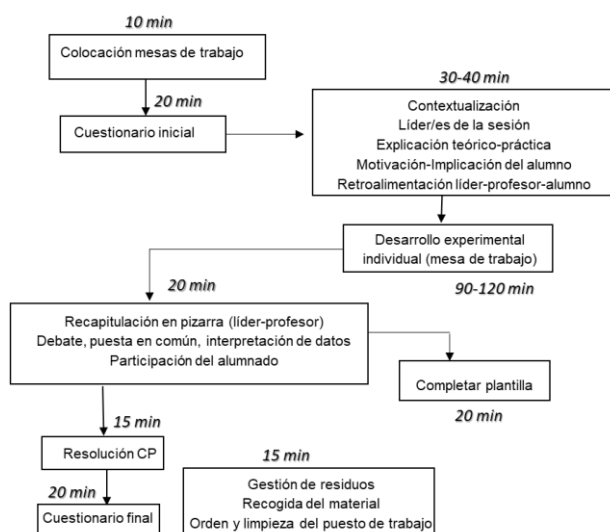 10 min
Colocación mesas de trabajo
20 min
Cuestionario inicial
30-40 min
Contextualización
Líder/es de la sesión
Explicación teórico-práctica
Motivación-Implicación del alumno
Retroalimentación líder-profesor-alumno
Desarrollo experimental
individual (mesa de trabajo)
90-120 min
20 min
Recapitulación en pizarra (líder-profesor)
Debate, puesta en común, interpretación de datos
Participación del alumnado
Completar plantilla
20 min
15 min
Resolución CP
20 min
Cuestionario final
15 min
Gestión de residuos
Recogida del material
Orden y limpieza del puesto de trabajo